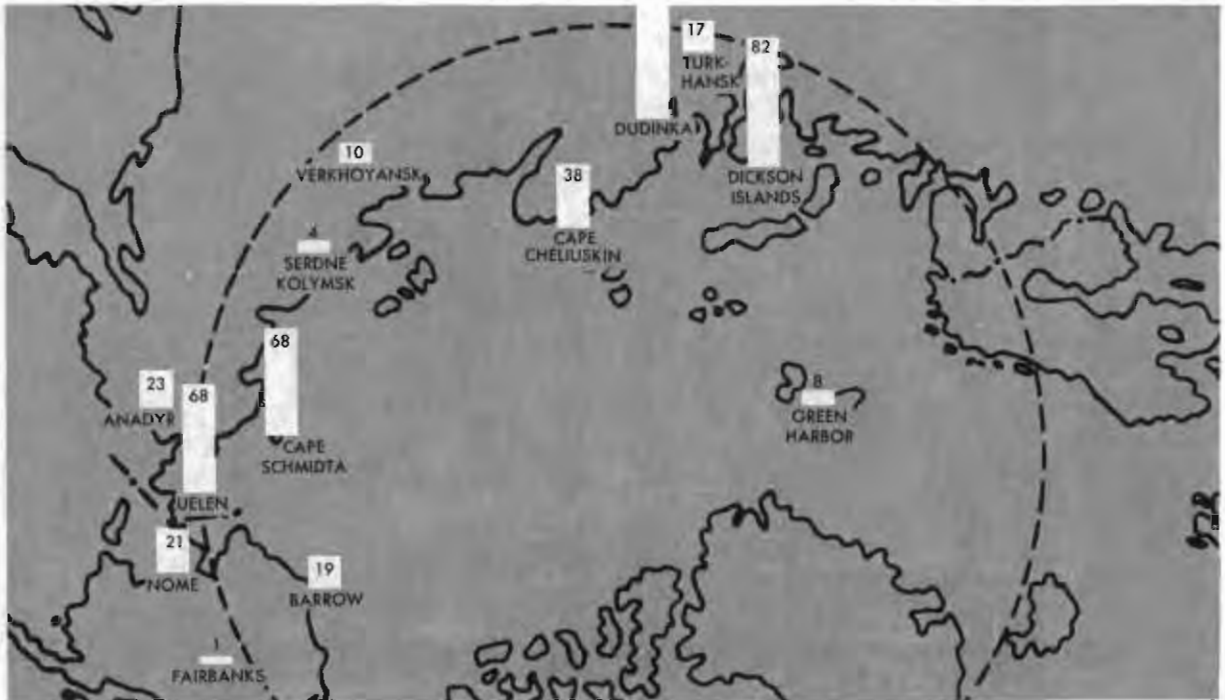 17
82
TURK-
HANSK
DUDINKA
10
VERKHOYANSK
38
DICKSON
ISLANDS
4
CAPE
CHELIUSKIN
SERDNE
KOLYMSK
68
23
68
8
ANADYR
GREEN
HARBOR
CAPE
SCHMIDTA
UELEN
21
19
NOME
BARROW
1
FAIRBANKS